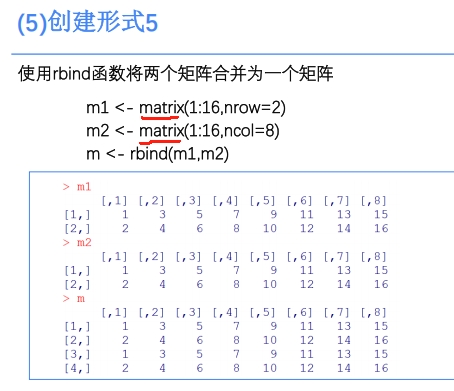 (5)创建形式5
使用rbind函数将两个矩阵合并为一个矩阵
m1 <- matrix(1:16,nrow=2)
m2 <- matrix(1:16,ncol=8)
m <- rbind(m1,m2)
> m1
[,1] [,2] [,3] [,4] [,5] [,6] [,7] [,8]
[1,] 1 3 5 7 9 11 13 15
[2,] 2 4 6 8 10 12 14 16
> m2
[,1] [,2] [,3] [,4] [,5] [,6] [,7] [,8]
[1,] 1 3 5 7 9 11 13 15
[2,] 2 4 6 8 10 12 14 16
> m
[,1] [,2] [,3] [,4] [,5] [,6] [,7] [,8]
[1,] 1 3 5 7 9 11 13 15
[2,] 2 4 6 8 10 12 14 16
[3,] 1 3 5 7 9 11 13 15
[4,] 2 4 6 8 10 12 14 16